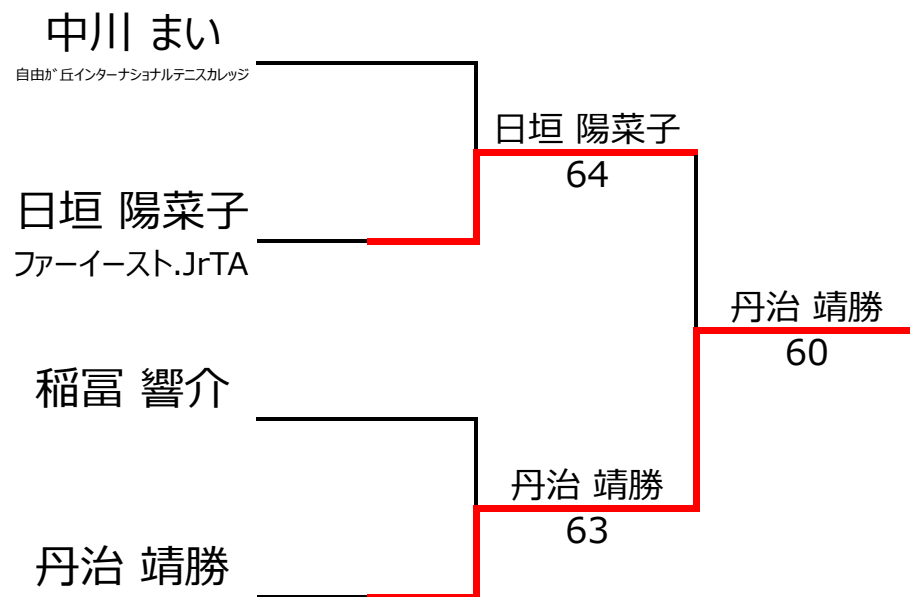 中川 まい
自由が丘インターナショナルテニスカレッジ
日垣 陽菜子
64
日垣 陽菜子
ファーイースト.JrTA
丹治 靖勝
60
稲冨 響介
丹治 靖勝
63
丹治 靖勝